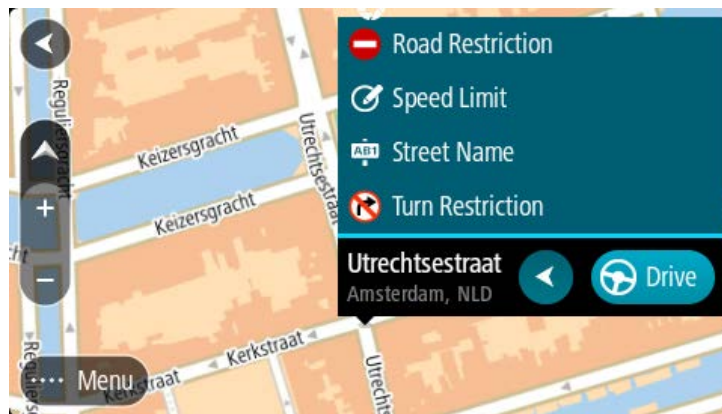 Road Restriction
Speed Limit
AB1 Street Name
Turn Restriction
Utrechtsestraat
Amsterdam, NLD
Drive
Reguliersgracht
Keizersgracht
Keizersgracht
Utrechtsestraat
Kerkstraat
Menu